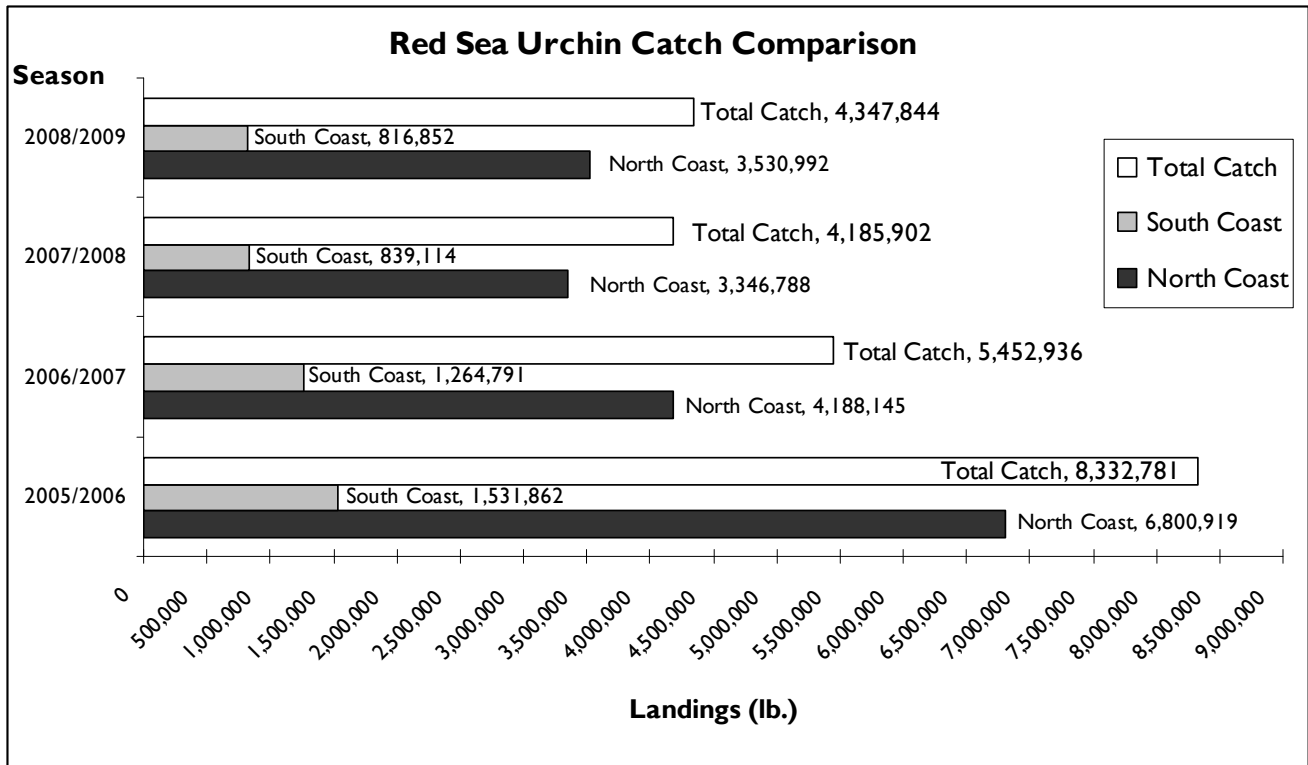 Red Sea Urchin Catch Comparison
Season
2008/2009
Total Catch, 4,347,844
South Coast, 816,852
North Coast, 3,530,992
2007/2008
Total Catch, 4,185,902
South Coast, 839,114
North Coast, 3,346,788
2006/2007
Total Catch, 5,452,936
South Coast, 1,264,791
North Coast, 4,188,145
2005/2006
Total Catch, 8,332,781
South Coast, 1,531,862
North Coast, 6,800,919
Total Catch
South Coast
North Coast
0
500,000
1,000,000
1,500,000
2,000,000
2,500,000
3,000,000
3,500,000
4,000,000
4,500,000
5,000,000
5,500,000
6,000,000
6,500,000
7,000,000
7,500,000
8,000,000
8,500,000
9,000,000
Landings (lb.)